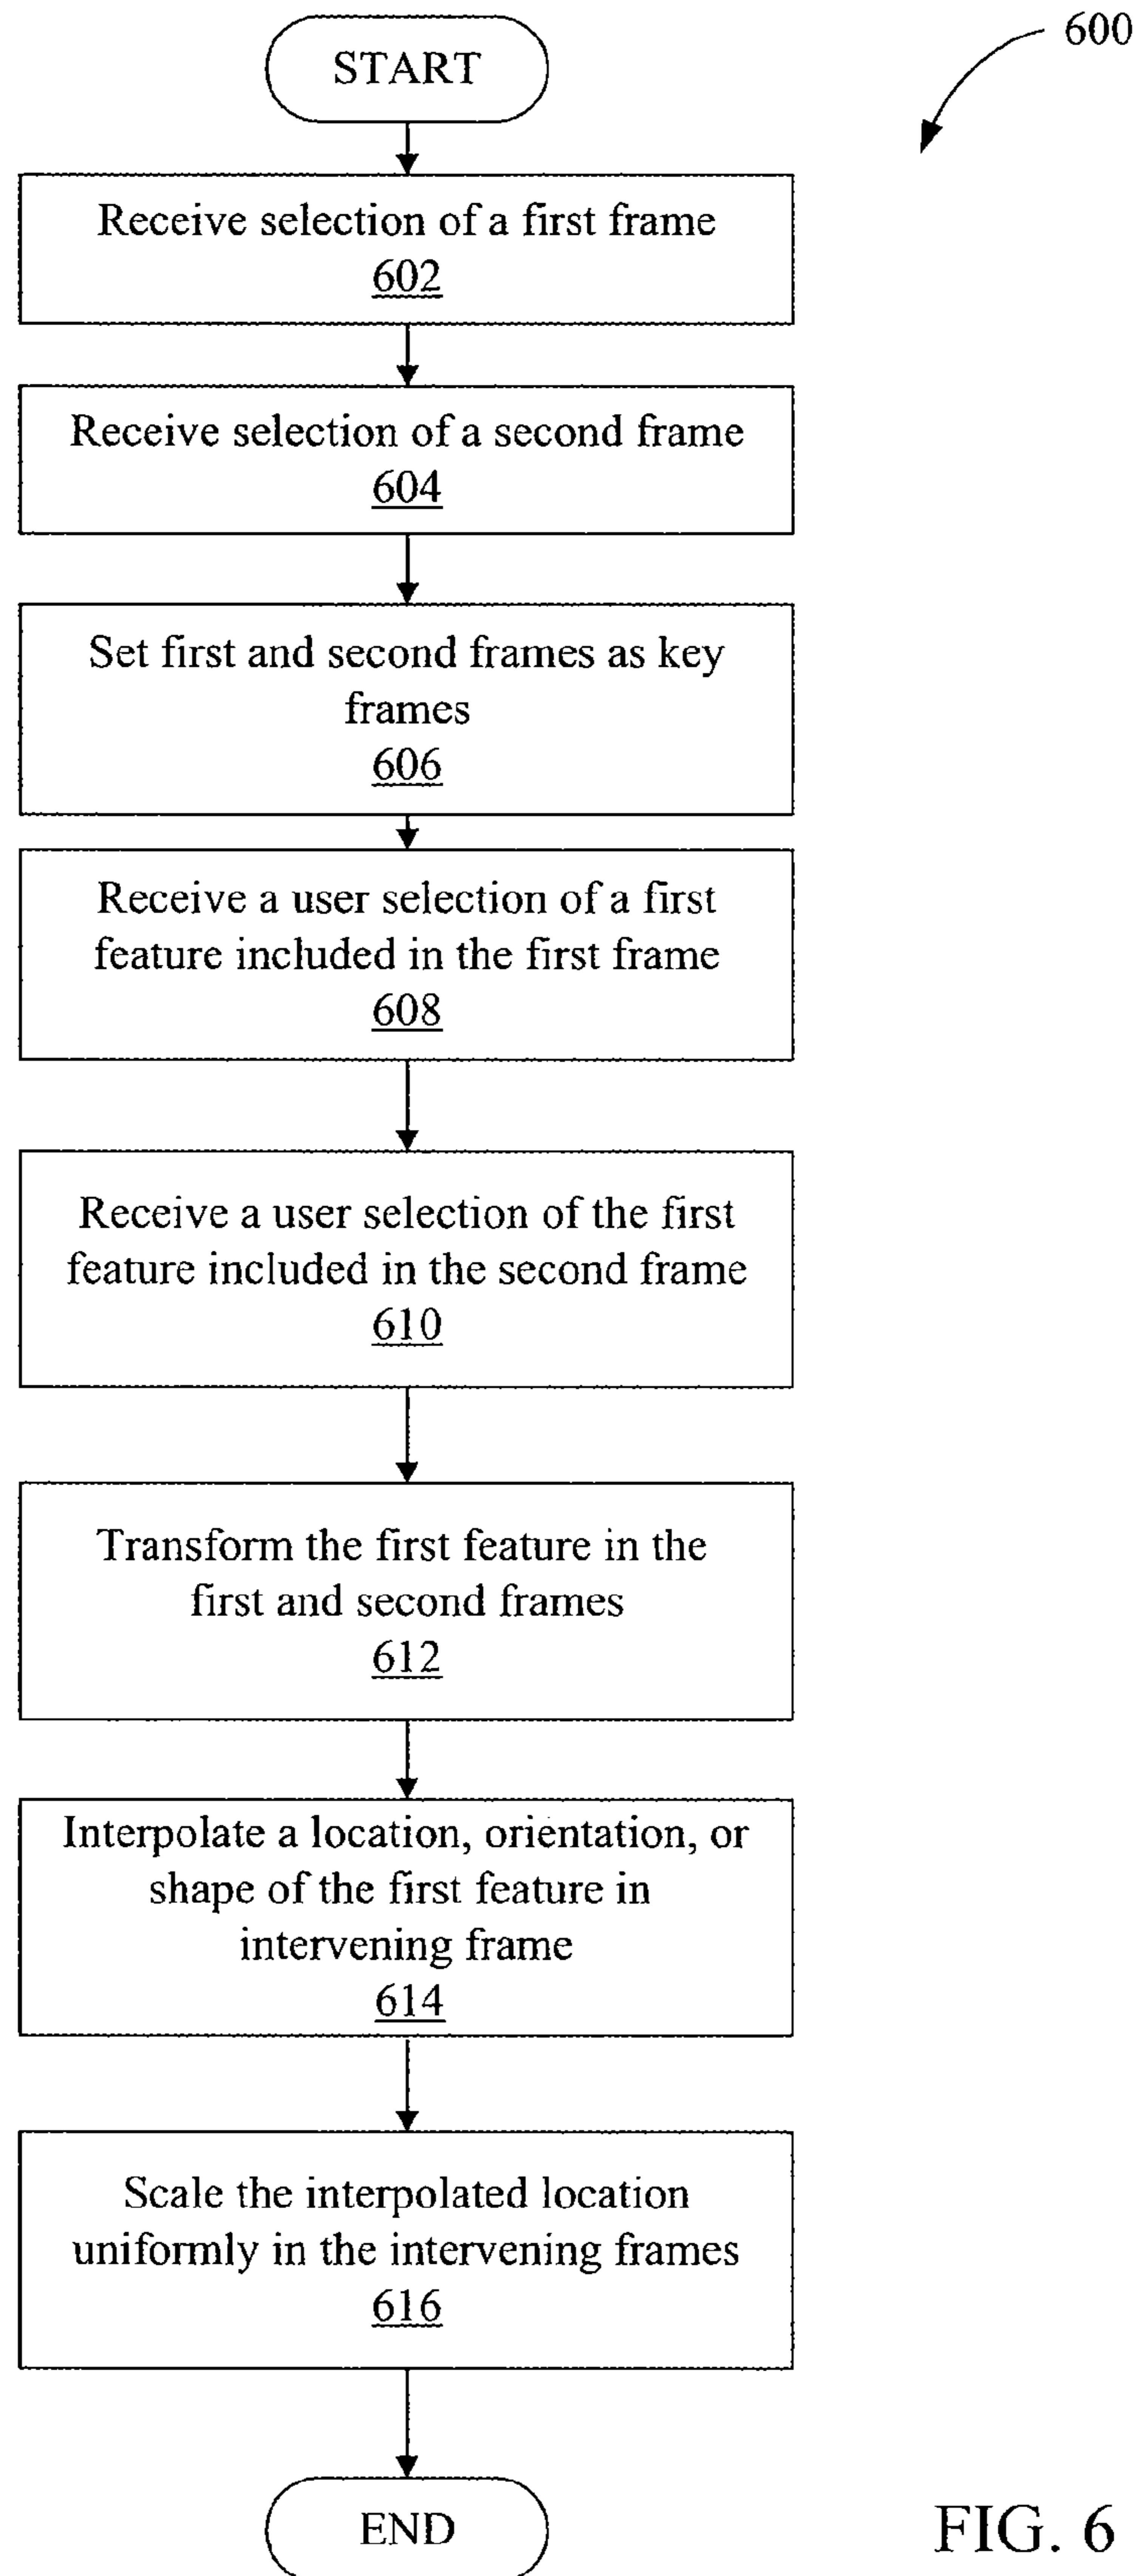 START
600
Receive selection of a first frame
602
Receive selection of a second frame
604
Set first and second frames as key
frames
606
Receive a user selection of a first
feature included in the first frame
608
Receive a user selection of the first
feature included in the second frame
610
Transform the first feature in the
first and second frames
612
Interpolate a location, orientation, or
shape of the first feature in
intervening frame
614
Scale the interpolated location
uniformly in the intervening frames
616
END
FIG. 6